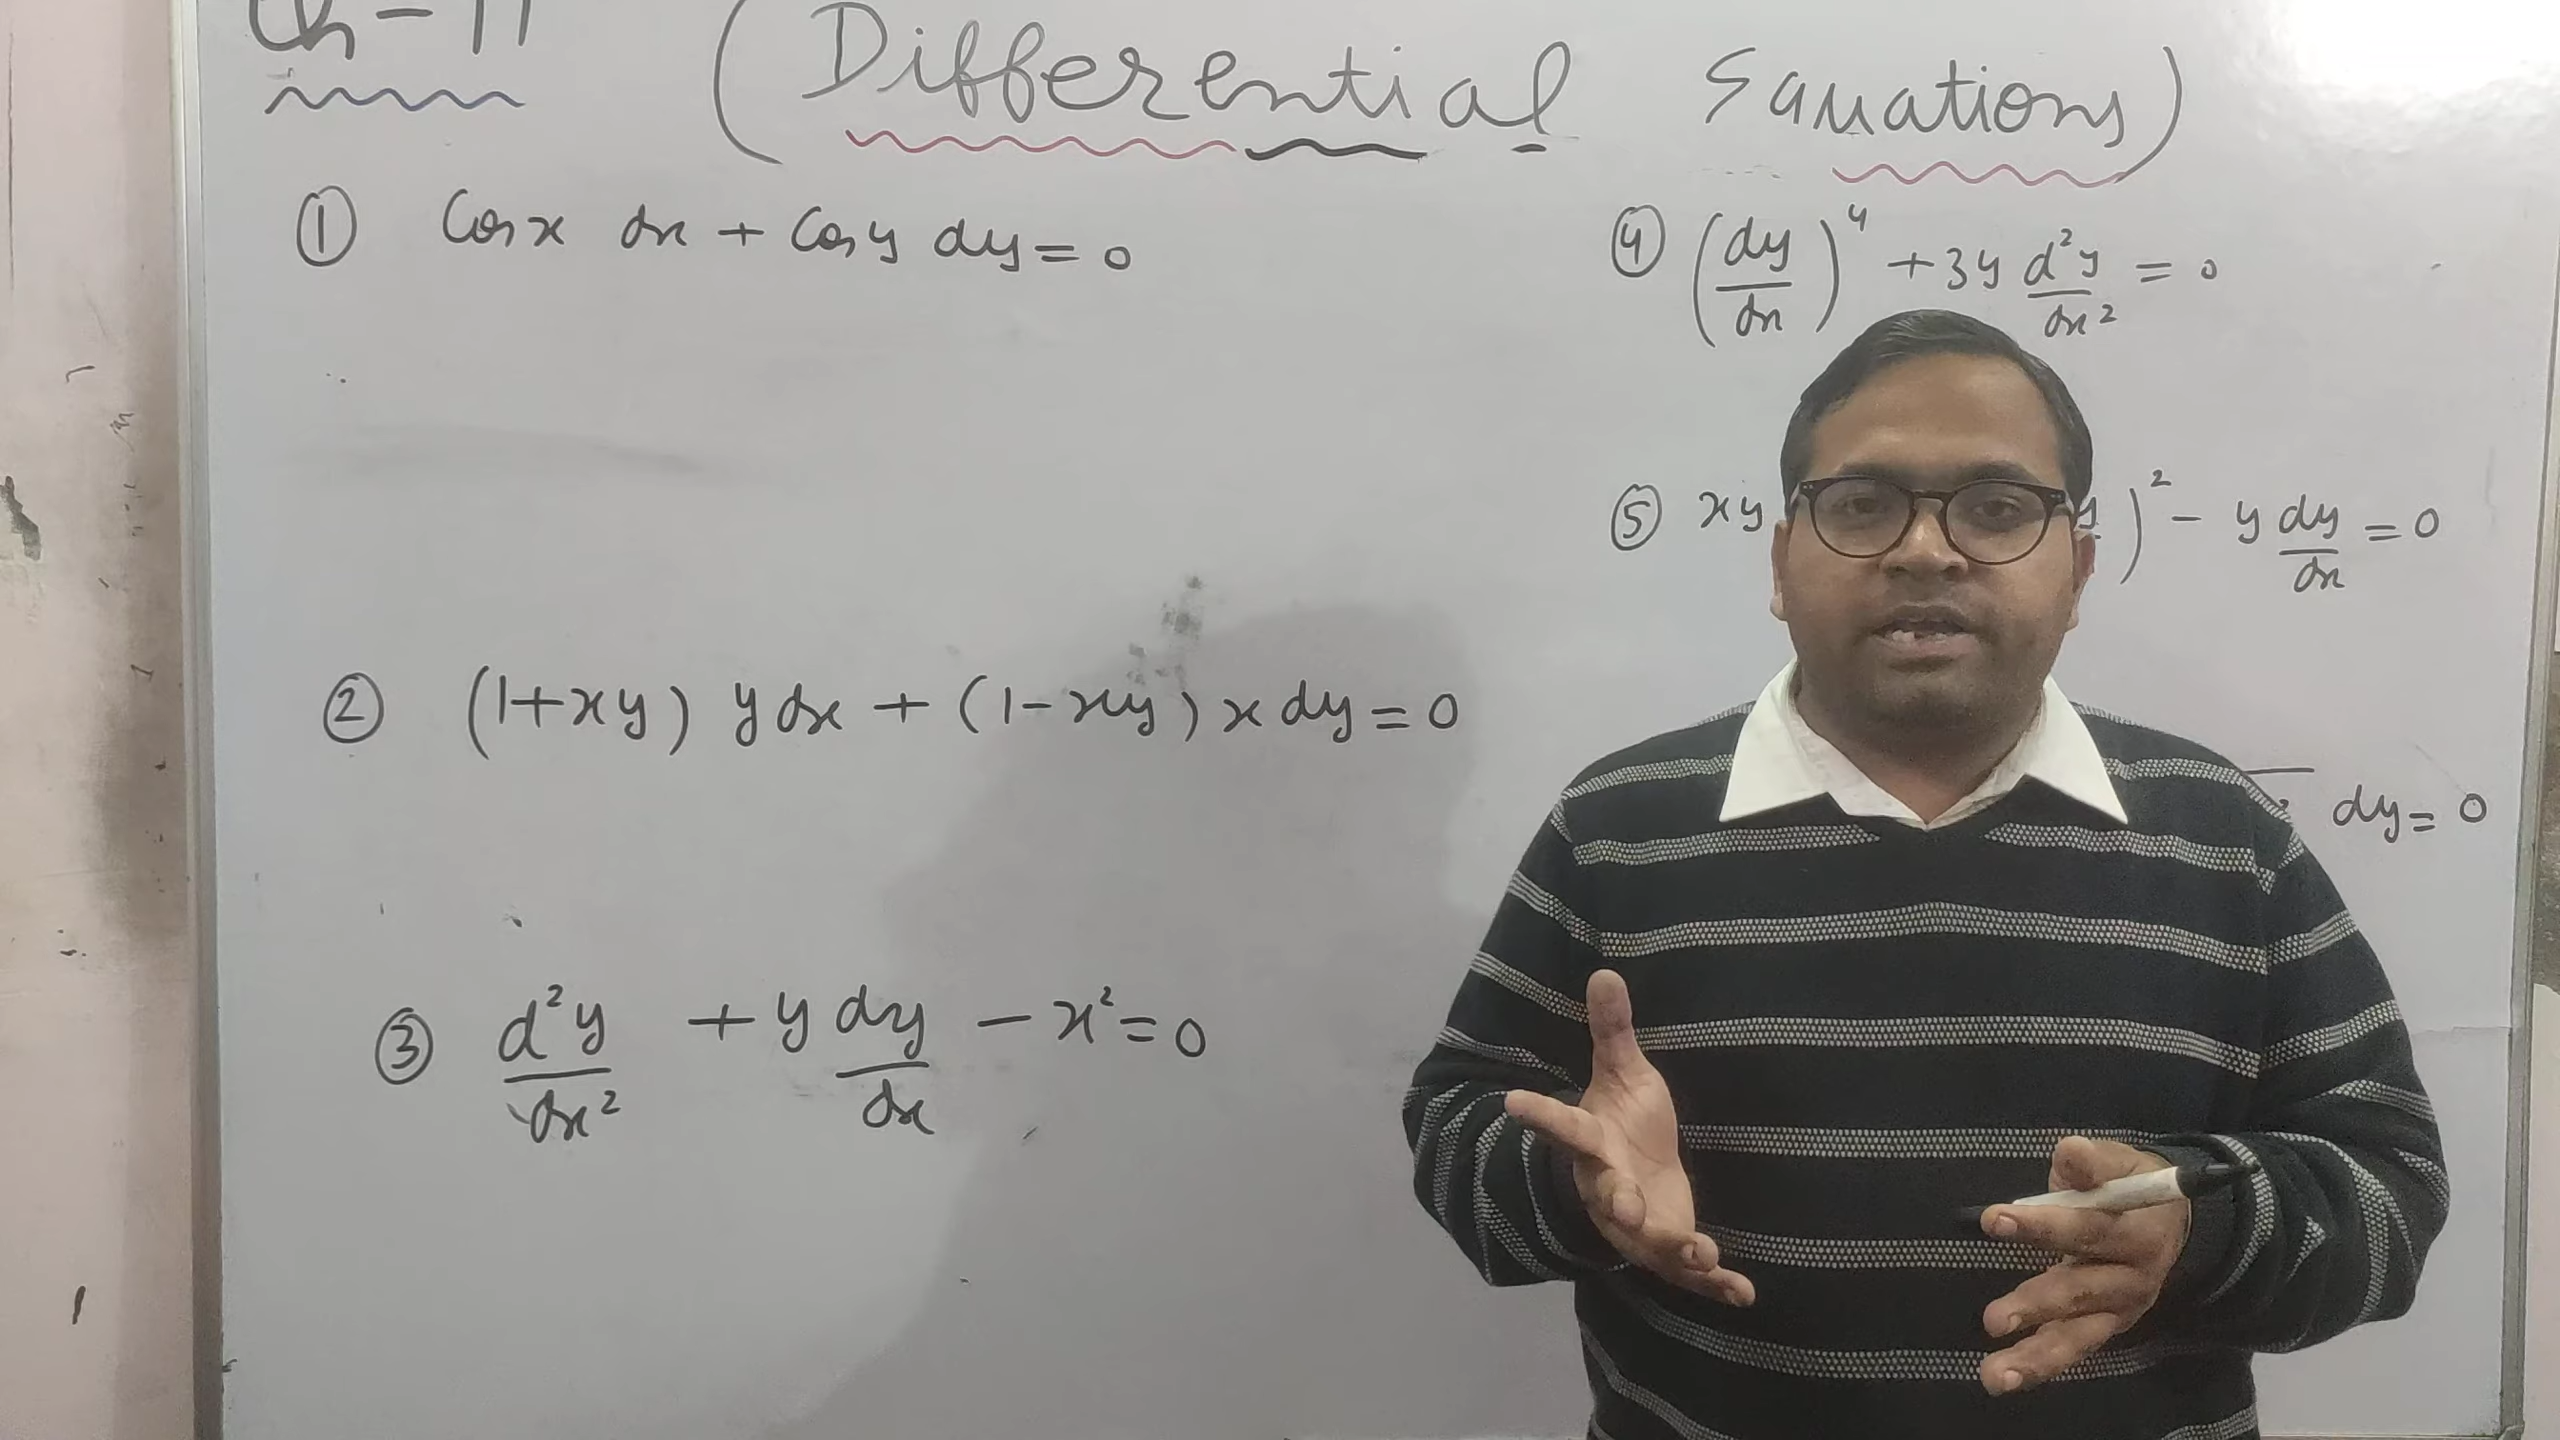 Ch - 11
(Differential Equations)
① Cos x dx + Cos y dy = 0
② (1+xy) y dx + (1-xy) x dy = 0
③ d²y/dx² + y dy/dx - x² = 0
④ (dy/dx)⁴ + 3y d²y/dx² = 0
⑤ xy y )² - y dy/dx = 0
dy = 0